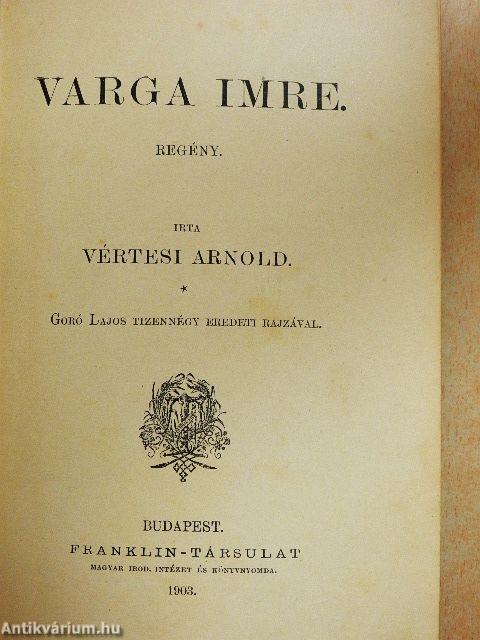 VARGA IMRE.
REGÉNY.
IRTA
VÉRTESI ARNOLD.
*
GORÓ LAJOS TIZENNÉGY EREDETI RAJZÁVAL.
BUDAPEST.
FRANKLIN-TÁRSULAT
MAGYAR IROD. INTÉZET ÉS KÖNYVNYOMDA.
1903.
Antikvárium.hu